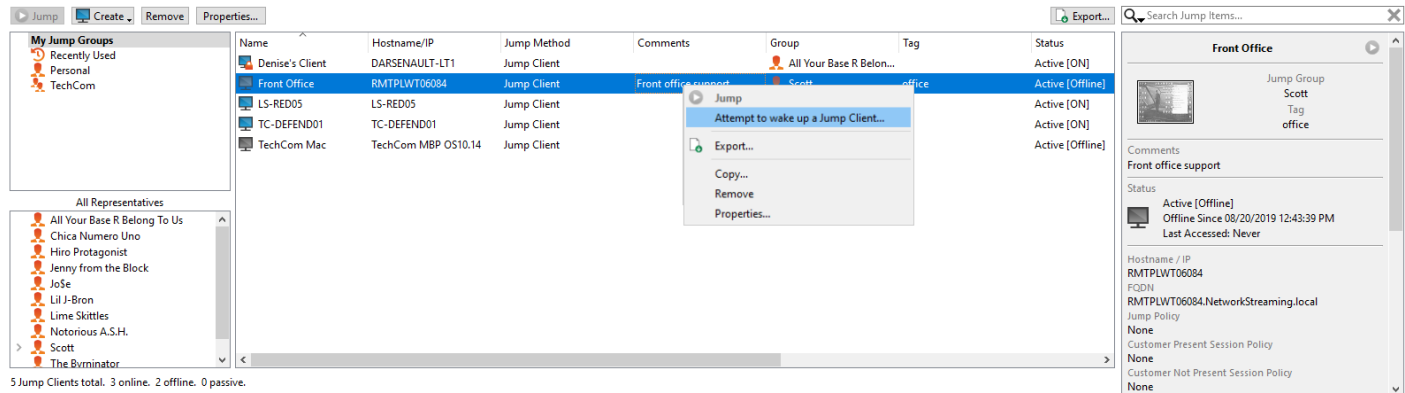 Jump Create Remove Properties... Export... Search Jump Items...
My Jump Groups
Recently Used
Personal
TechCom
All Representatives
All Your Base R Belong To Us
Chica Numero Uno
Hiro Protagonist
Jenny from the Block
Jo$e
Lil J-Bron
Lime Skittles
Notorious A.S.H.
Scott
The Byrninator
Name Hostname/IP Jump Method Comments Group Tag Status
Denise's Client DARSENAULT-LT1 Jump Client All Your Base R Belon... Active [ON]
Front Office RMTPLWT06084 Jump Client Front office support Scott office Active [Offline]
LS-RED05 LS-RED05 Jump Client Active [ON]
TC-DEFEND01 TC-DEFEND01 Jump Client Active [ON]
TechCom Mac TechCom MBP OS10.14 Jump Client Active [Offline]
Jump
Attempt to wake up a Jump Client...
Export...
Copy...
Remove
Properties...
Front Office
Jump Group
Scott
Tag
office
Comments
Front office support
Status
Active [Offline]
Offline Since 08/20/2019 12:43:39 PM
Last Accessed: Never
Hostname / IP
RMTPLWT06084
FQDN
RMTPLWT06084.NetworkStreaming.local
Jump Policy
None
Customer Present Session Policy
None
Customer Not Present Session Policy
None
5 Jump Clients total. 3 online. 2 offline. 0 passive.